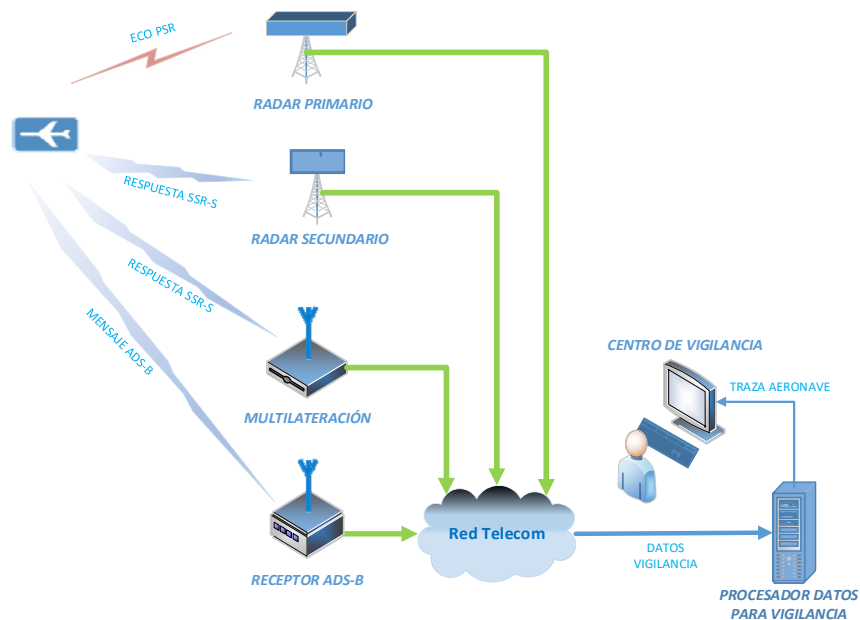 ECO PSR
RADAR PRIMARIO
RESPUESTA SSR-S
RADAR SECUNDARIO
RESPUESTA SSR-S
MENSAJE ADS-B
MULTILATERACIÓN
CENTRO DE VIGILANCIA
TRAZA AERONAVE
RECEPTOR ADS-B
Red Telecom
DATOS
VIGILANCIA
PROCESADOR DATOS
PARA VIGILANCIA